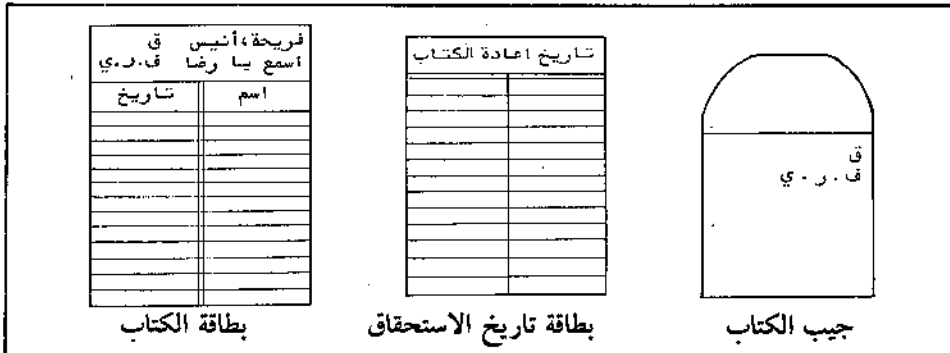 فريحة،أنيس ق
اسمع يا رضا ف.ر.ي
اسم تاريخ
تاريخ اعادة الكتاب
ق
ف.ر.ي
بطاقة الكتاب
بطاقة تاريخ الاستحقاق
جيب الكتاب